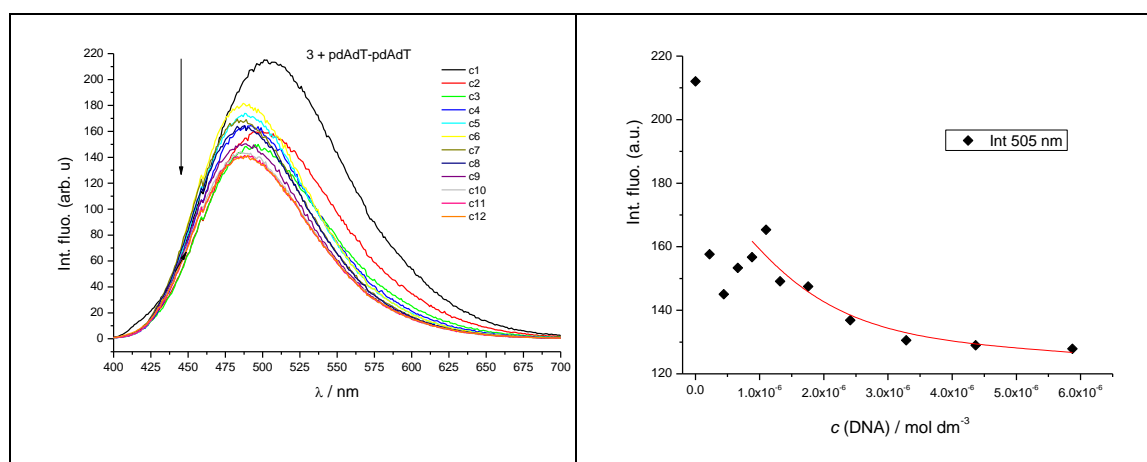 3 + pdAdT-pdAdT
220
200
180
160
140
120
100
80
60
40
20
0
Int. fluo. (arb. u)
c1
c2
c3
c4
c5
c6
c7
c8
c9
c10
c11
c12
400 425 450 475 500 525 550 575 600 625 650 675 700
λ / nm
220
200
180
160
140
120
Int. fluo. (a.u.)
Int 505 nm
0.0 1.0x10-6 2.0x10-6 3.0x10-6 4.0x10-6 5.0x10-6 6.0x10-6
c (DNA) / mol dm-3